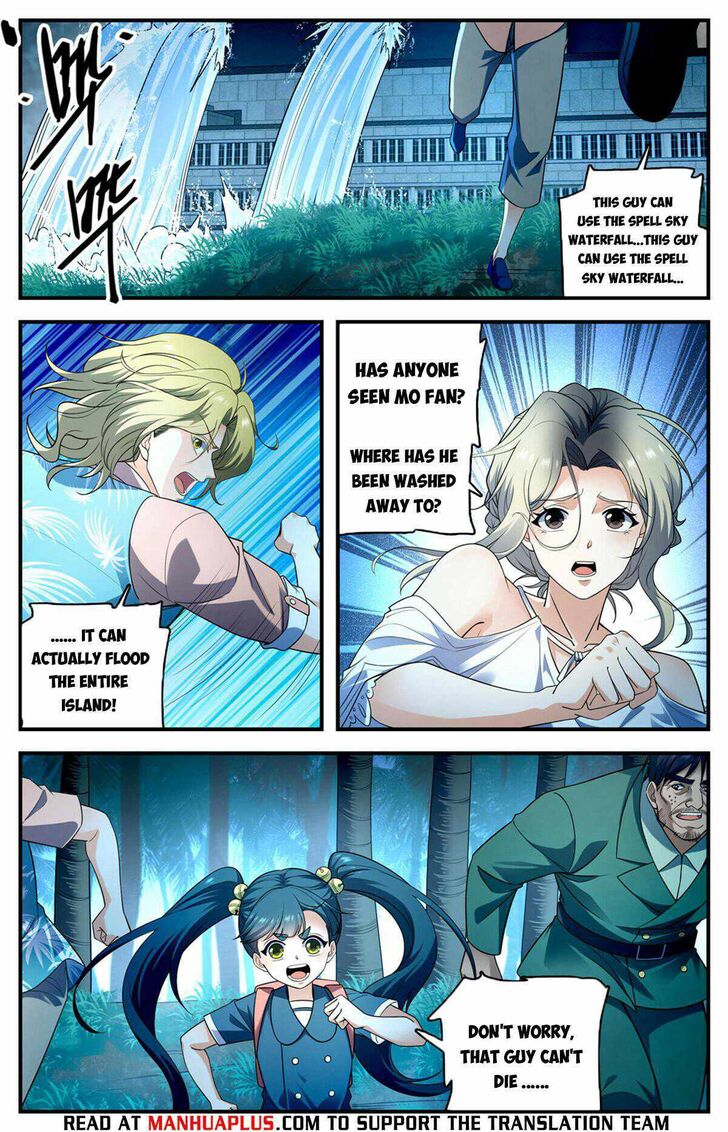 THIS GUY CAN
USE THE SPELL SKY
WATERFALL...THIS GUY
CAN USE THE SPELL
SKY WATERFALL...
...... IT CAN
ACTUALLY FLOOD
THE ENTIRE
ISLAND!
HAS ANYONE
SEEN MO FAN?
WHERE HAS HE
BEEN WASHED
AWAY TO?
DON'T WORRY,
THAT GUY CAN'T
DIE ......
READ AT MANHUAPLUS.COM TO SUPPORT THE TRANSLATION TEAM